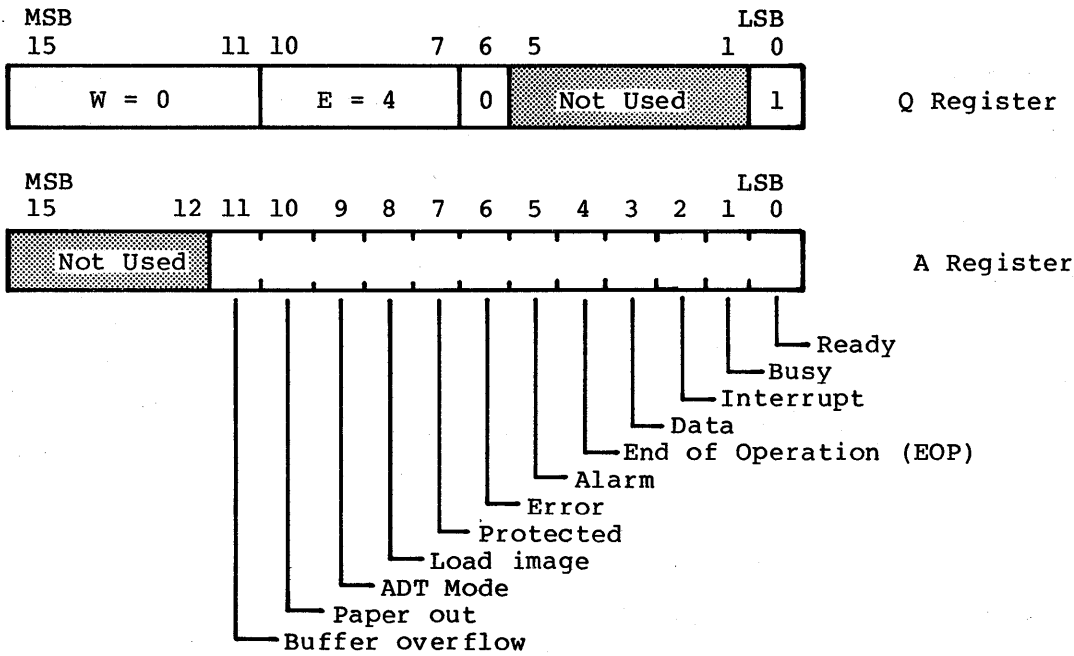 MSB LSB
15 11 10 7 6 5 1 0
W = 0 E = 4 0 Not Used 1 Q Register
MSB LSB
15 12 11 10 9 8 7 6 5 4 3 2 1 0
Not Used A Register
Ready
Busy
Interrupt
Data
End of Operation (EOP)
Alarm
Error
Protected
Load image
ADT Mode
Paper out
Buffer overflow